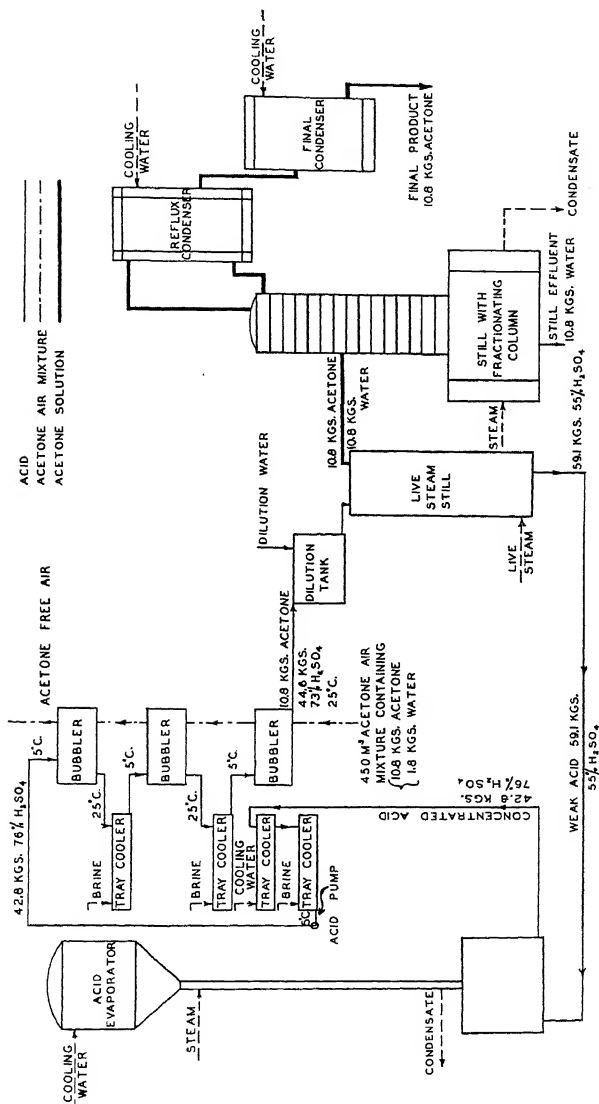 ACID
ACETONE AIR MIXTURE
ACETONE SOLUTION
COOLING
WATER
COOLING
WATER
REFLUX
CONDENSER
FINAL
CONDENSER
FINAL PRODUCT
10.8 KGS. ACETONE
ACETONE FREE AIR
42.8 KGS. 76% H₂SO₄
5°C.
BUBBLER
25°C.
BRINE
TRAY COOLER
5°C.
BUBBLER
25°C.
BRINE
TRAY COOLER
5°C.
BUBBLER
COOLING
WATER
TRAY COOLER
BRINE
TRAY COOLER
5°C
ACID PUMP
10.8 KGS. ACETONE
44.6 KGS.
73% H₂SO₄
25°C.
450 M³ ACETONE AIR
MIXTURE CONTAINING
10.8 KGS. ACETONE
1.8 KGS. WATER
DILUTION WATER
DILUTION
TANK
10.8 KGS. ACETONE
10.8 KGS.
WATER
LIVE
STEAM
STILL
LIVE
STEAM
STEAM
STILL WITH
FRACTIONATING
COLUMN
CONDENSATE
STILL EFFLUENT
10.8 KGS. WATER
59.1 KGS. 55% H₂SO₄
COOLING
WATER
ACID
EVAPORATOR
STEAM
CONDENSATE
CONCENTRATED ACID
42.8 KGS.
76% H₂SO₄
WEAK ACID 59.1 KGS.
55% H₂SO₄